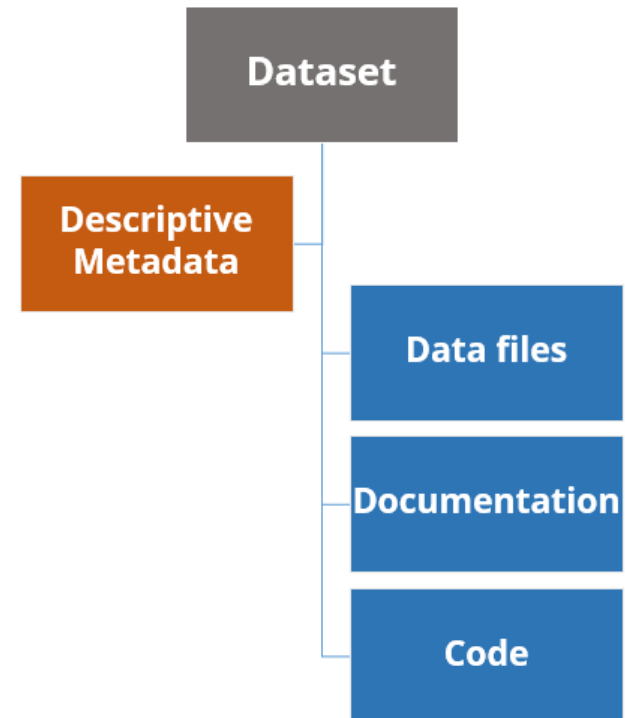 Dataset
Descriptive
Metadata
Data files
Documentation
Code